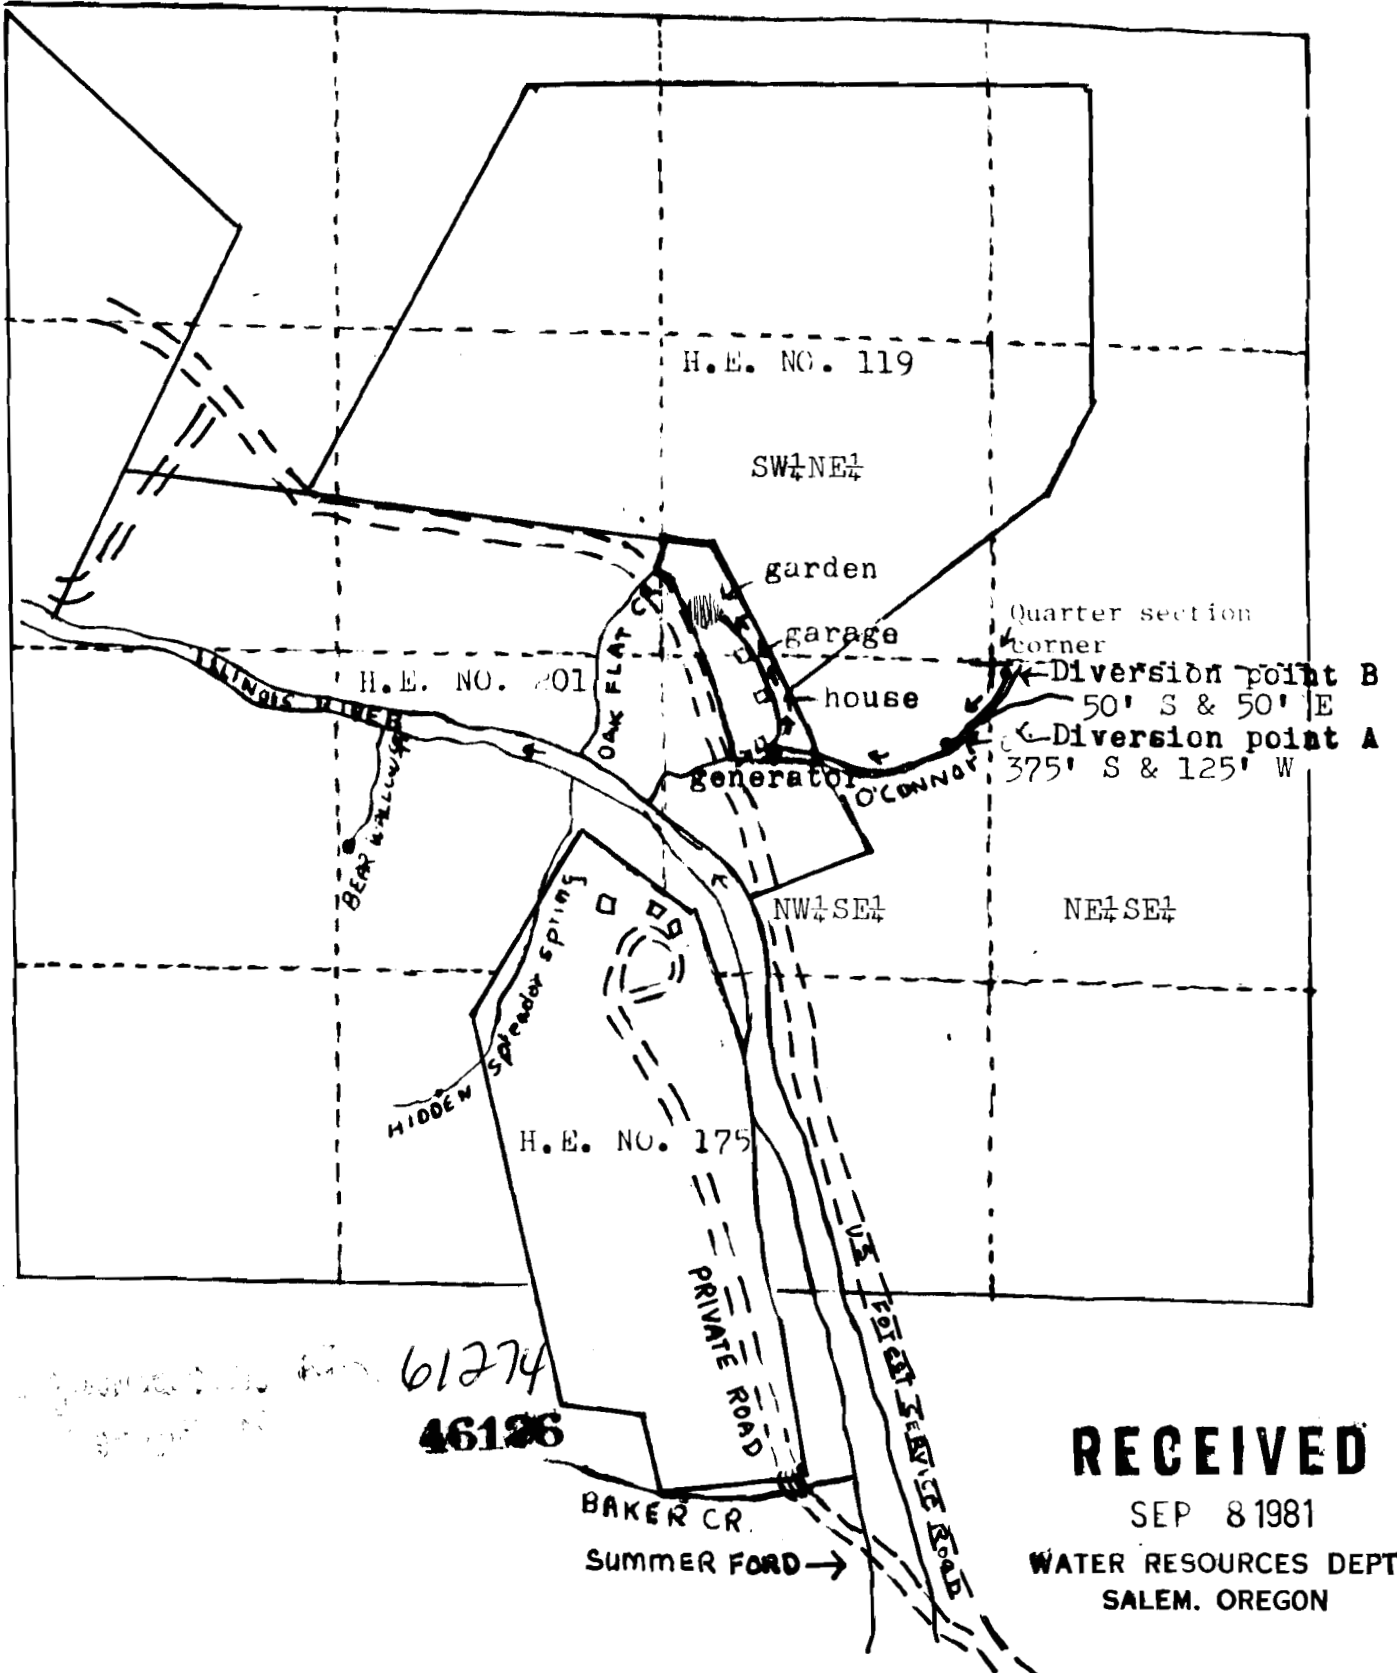 H.E. NO. 119
SW¼NE¼
garden
Quarter section
corner
garage
Diversion point B
50' S & 50' E
house
H.E. NO. 201
ILLINOIS RIVER
OAK FLAT CR.
Diversion point A
375' S & 125' W
generator
O'CONNOR
BEAR WALLOW
NW¼SE¼
NE¼SE¼
HIDDEN Splendor Spring
H.E. NO. 175
PRIVATE ROAD
US Forest Service Road
61274
46126
BAKER CR.
SUMMER FORD
RECEIVED
SEP 8 1981
WATER RESOURCES DEPT
SALEM. OREGON